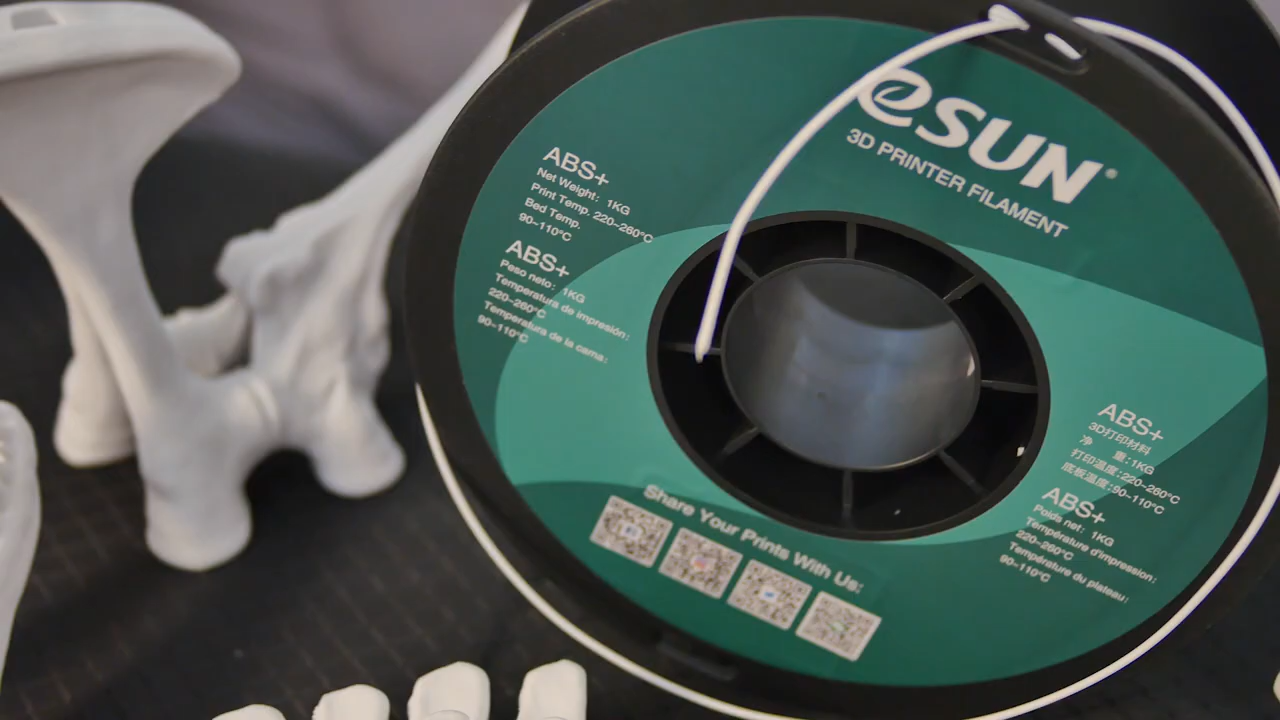 eSUN®
3D PRINTER FILAMENT
ABS+
Net Weight: 1KG
Print Temp. 220~260°C
Bed Temp.
90~110°C
ABS+
Peso neto: 1KG
Temperatura de impresión:
220~260°C
Temperatura de la cama:
90~110°C
ABS+
3D打印材料
净 重:1KG
打印温度:220~260°C
底板温度:90~110°C
ABS+
Poids net: 1KG
Température d'impression:
220~260°C
Température du plateau:
90~110°C
Share Your Prints With Us: